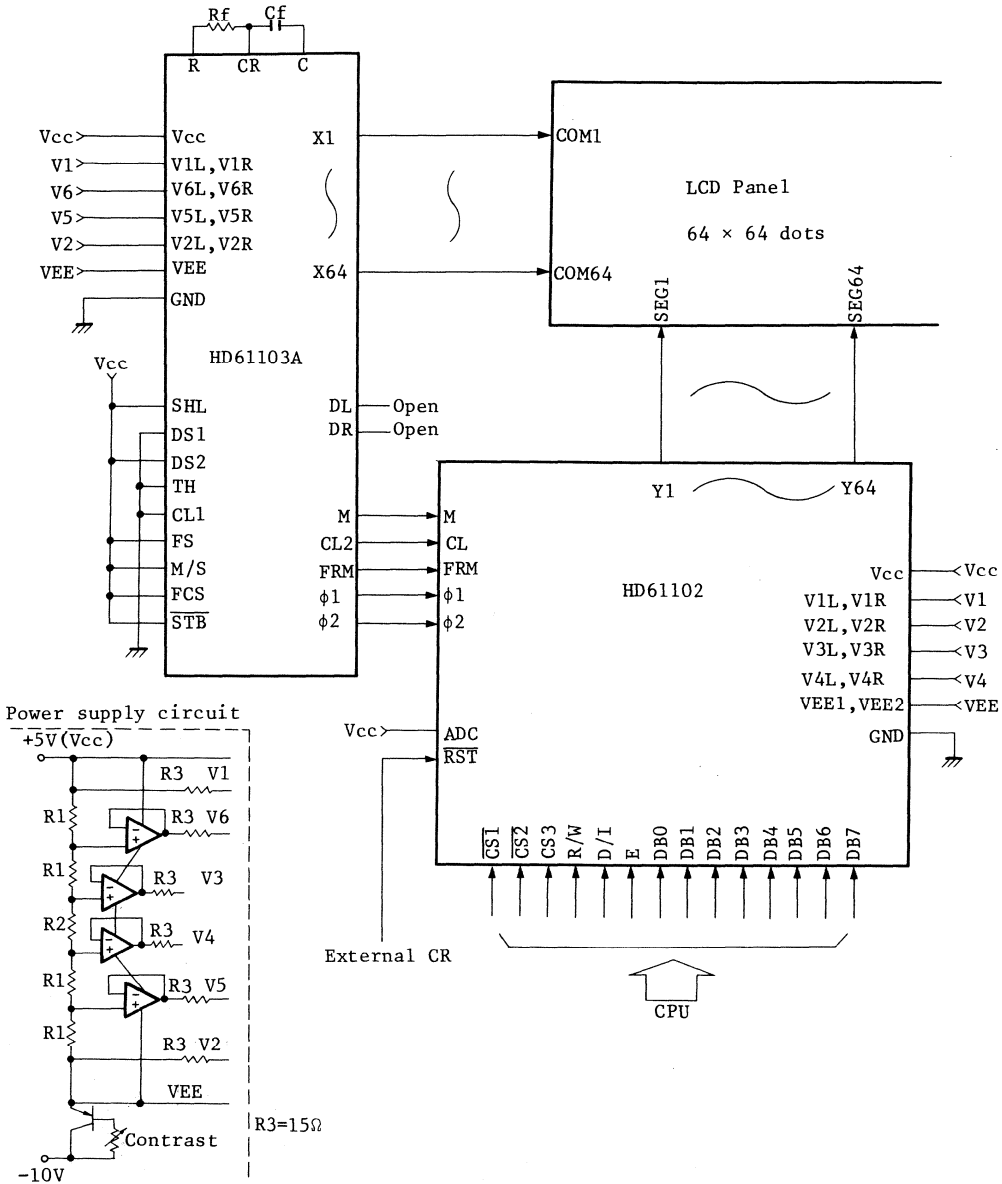 Rf
Cf
R
CR
C
Vcc
V1
V6
V5
V2
VEE
Vcc
V1L,V1R
V6L,V6R
V5L,V5R
V2L,V2R
VEE
GND
X1
X64
HD61103A
Vcc
SHL
DS1
DS2
TH
CL1
FS
M/S
FCS
STB
DL
DR
Open
Open
M
CL2
FRM
φ1
φ2
COM1
COM64
LCD Panel
64 × 64 dots
SEG1
SEG64
Y1
Y64
M
CL
FRM
φ1
φ2
HD61102
Vcc
V1L,V1R
V2L,V2R
V3L,V3R
V4L,V4R
VEE1,VEE2
GND
Vcc
V1
V2
V3
V4
VEE
Vcc
ADC
RST
CS1
CS2
CS3
R/W
D/I
E
DB0
DB1
DB2
DB3
DB4
DB5
DB6
DB7
External CR
CPU
Power supply circuit
+5V(Vcc)
R3 V1
R1
- +
R3 V6
R1
- +
R3 V3
R2
- +
R3 V4
R1
- +
R3 V5
R1
R3 V2
VEE
Contrast
-10V
R3=15Ω